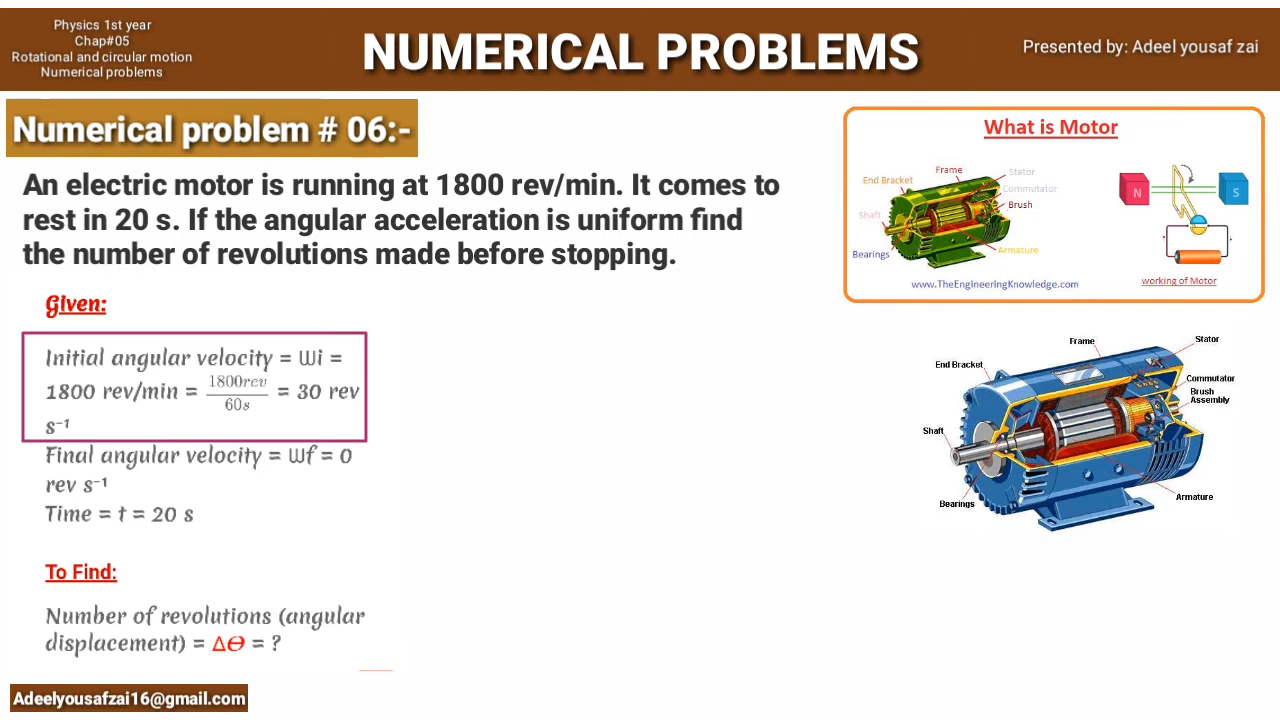 Physics 1st year
Chap#05
Rotational and circular motion
Numerical problems
NUMERICAL PROBLEMS
Presented by: Adeel yousaf zai
Numerical problem # 06:-
An electric motor is running at 1800 rev/min. It comes to
rest in 20 s. If the angular acceleration is uniform find
the number of revolutions made before stopping.
Given:
Initial angular velocity = Wi =
1800 rev/min = 1800rev/60s = 30 rev
s⁻¹
Final angular velocity = Wf = 0
rev s⁻¹
Time = t = 20 s
To Find:
Number of revolutions (angular
displacement) = ΔΘ = ?
Adeelyousafzai16@gmail.com
What is Motor
Frame
Stator
End Bracket
Commutator
Brush
Shaft
Armature
Bearings
www.TheEngineeringKnowledge.com
N
S
working of Motor
Frame
Stator
End Bracket
Commutator
Brush
Assembly
Shaft
Armature
Bearings